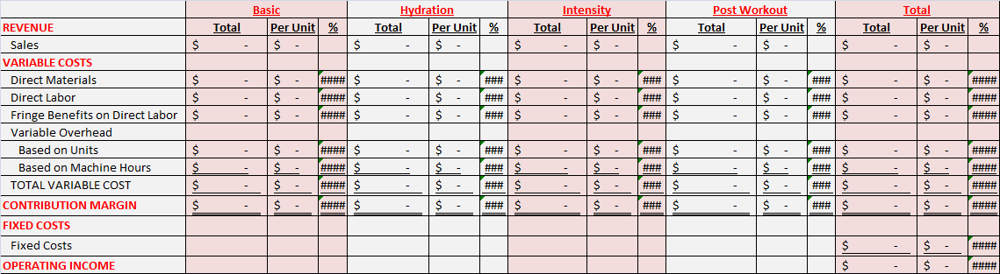 Basic Hydration Intensity Post Workout Total
REVENUE Total Per Unit % Total Per Unit % Total Per Unit % Total Per Unit % Total Per Unit %
Sales $ - $ - $ - $ - $ - $ - $ - $ - $ - $ -
VARIABLE COSTS
Direct Materials $ - $ - #### $ - $ - ### $ - $ - ### $ - $ - ### $ - $ - ####
Direct Labor $ - $ - #### $ - $ - ### $ - $ - ### $ - $ - ### $ - $ - ####
Fringe Benefits on Direct Labor $ - $ - #### $ - $ - ### $ - $ - ### $ - $ - ### $ - $ - ####
Variable Overhead
Based on Units $ - $ - #### $ - $ - ### $ - $ - ### $ - $ - ### $ - $ - ####
Based on Machine Hours $ - $ - #### $ - $ - ### $ - $ - ### $ - $ - ### $ - $ - ####
TOTAL VARIABLE COST $ - $ - #### $ - $ - ### $ - $ - ### $ - $ - ### $ - $ - ####
CONTRIBUTION MARGIN $ - $ - #### $ - $ - ### $ - $ - ### $ - $ - ### $ - $ - ####
FIXED COSTS
Fixed Costs $ - $ - ####
OPERATING INCOME $ - $ - ####